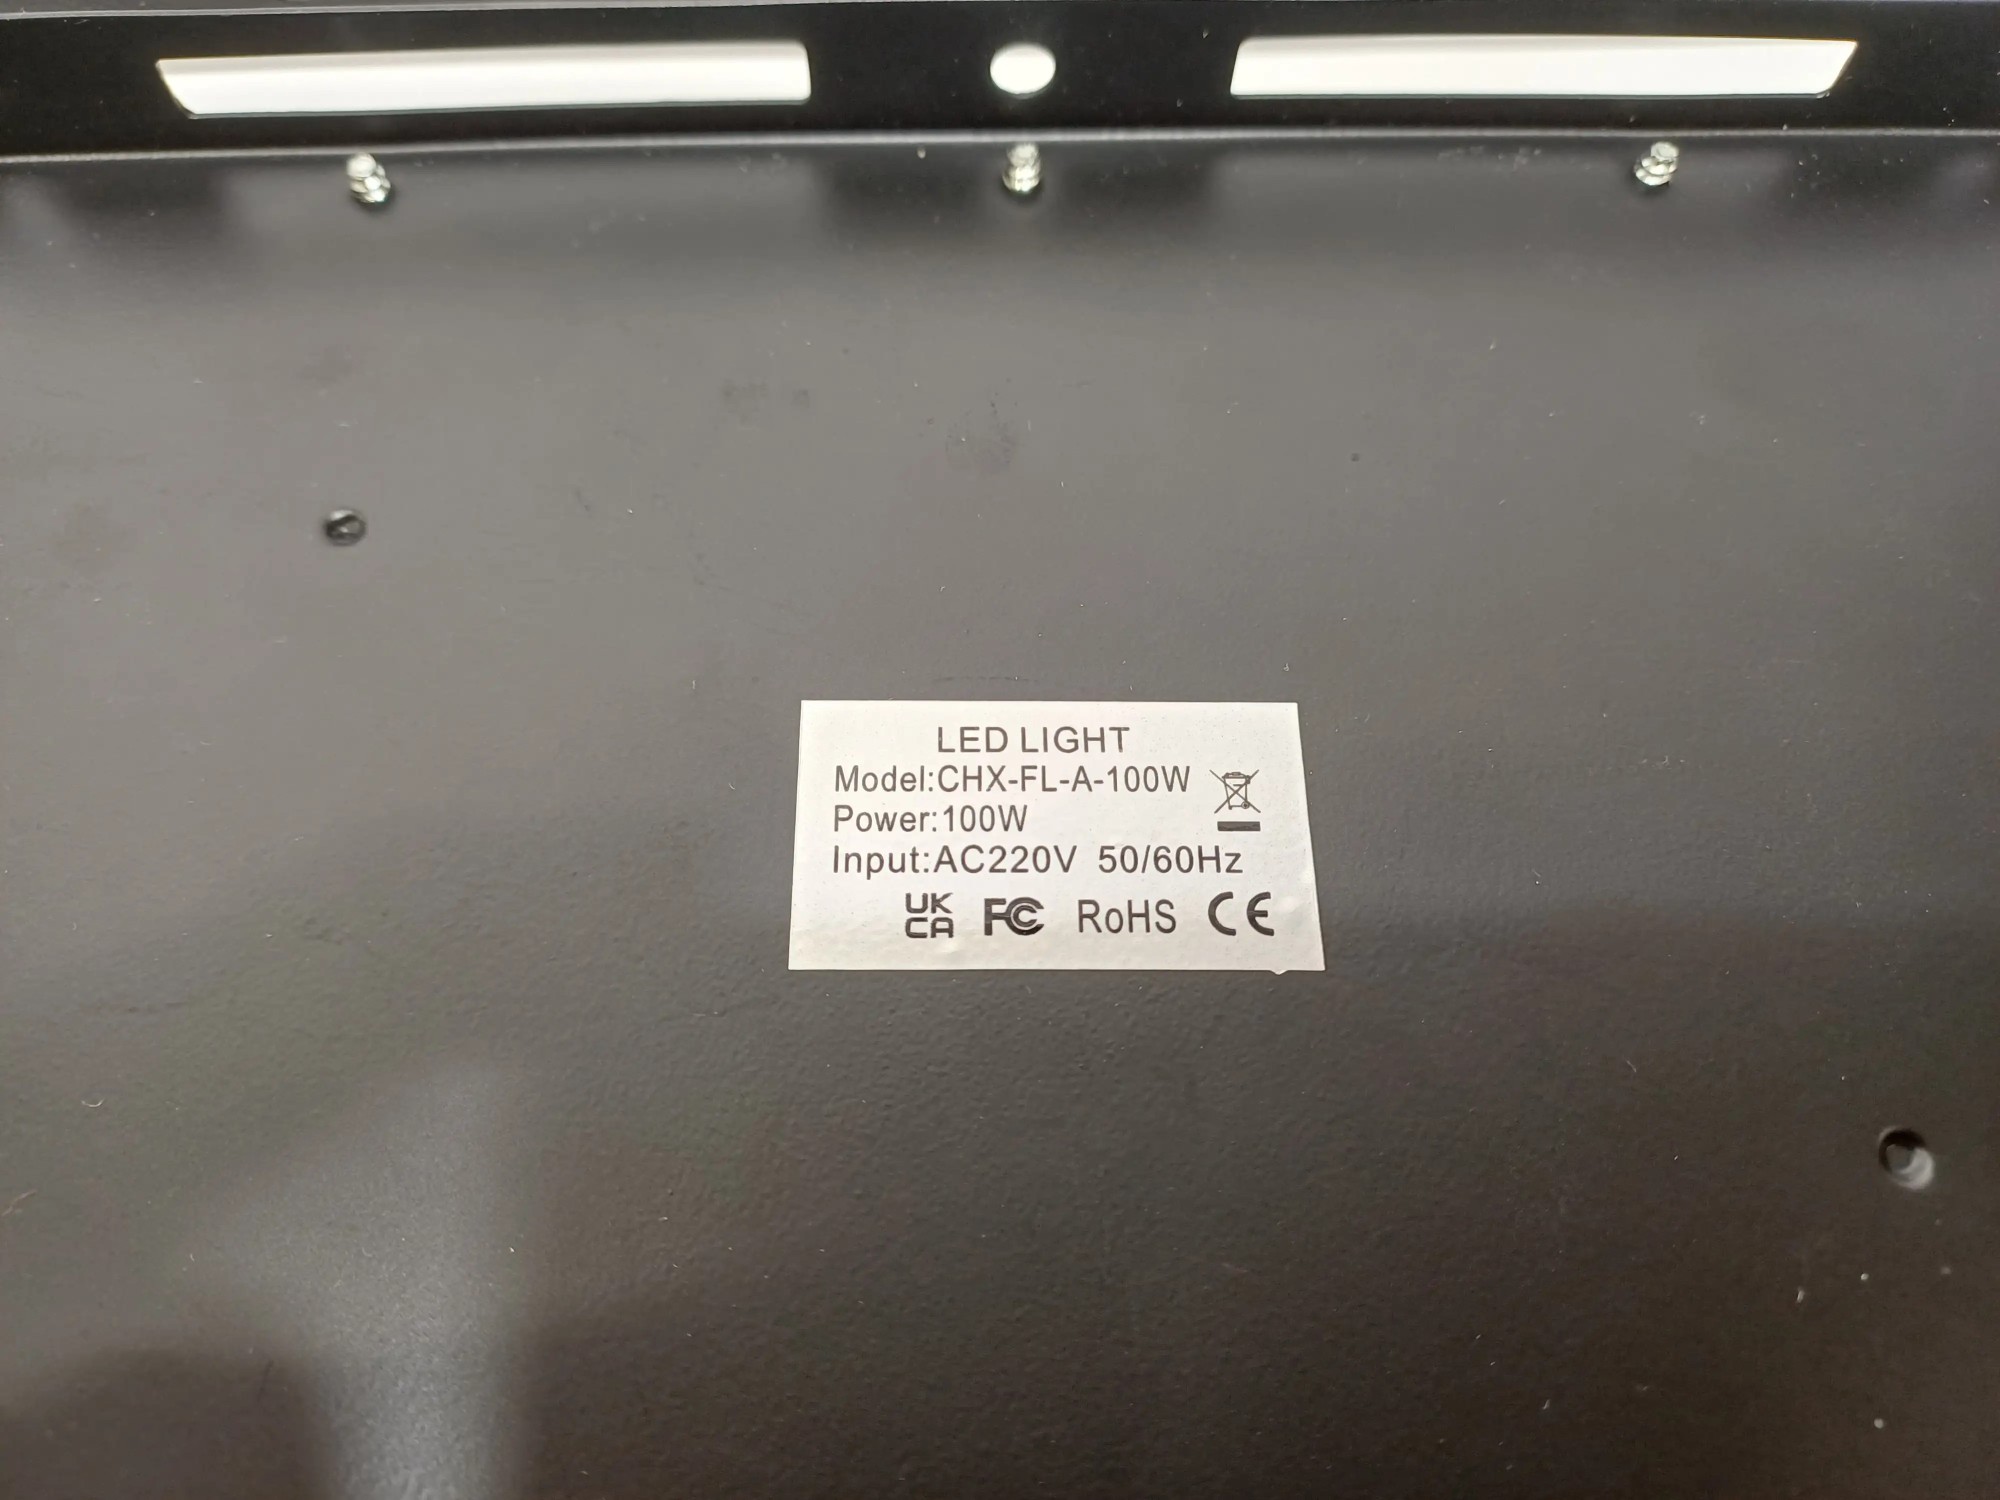 LED LIGHT
Model:CHX-FL-A-100W
Power:100W
Input:AC220V 50/60Hz
UK
CA FC RoHS CE